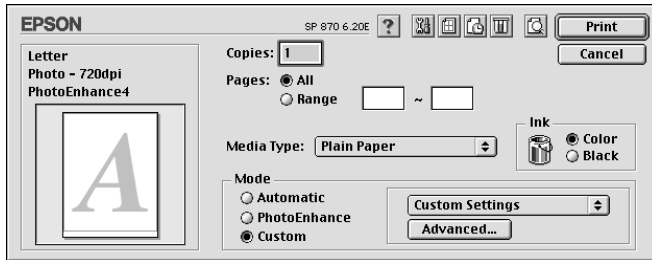 EPSON
SP 870 6.20E
?
Print
Letter
Photo - 720dpi
PhotoEnhance4
A
Copies: 1
Cancel
Pages: All
Range ~
Media Type: Plain Paper
Ink
Color
Black
Mode
Automatic
PhotoEnhance
Custom
Custom Settings
Advanced...